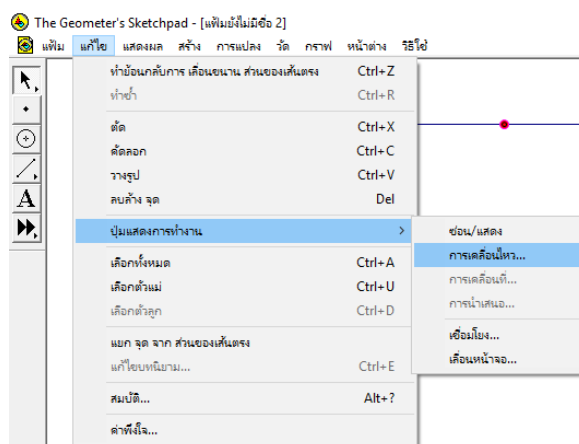 The Geometer's Sketchpad - [แฟ้มยังไม่มีชื่อ 2]
แฟ้ม แก้ไข แสดงผล สร้าง การแปลง วัด กราฟ หน้าต่าง วิธีใช้
ทำย้อนกลับการ เลื่อนขนาน ส่วนของเส้นตรง Ctrl+Z
ทำซ้ำ Ctrl+R
ตัด Ctrl+X
คัดลอก Ctrl+C
วางรูป Ctrl+V
ลบล้าง จุด Del
ปุ่มแสดงการทำงาน >
ซ่อน/แสดง
การเคลื่อนไหว...
เลือกทั้งหมด Ctrl+A
การเคลื่อนที่...
เลือกตัวแม่ Ctrl+U
การนำเสนอ...
เลือกตัวลูก Ctrl+D
เชื่อมโยง...
แยก จุด จาก ส่วนของเส้นตรง
เลื่อนหน้าจอ...
แก้ไขบทนิยาม... Ctrl+E
สมบัติ... Alt+?
ค่าพึงใจ...
A